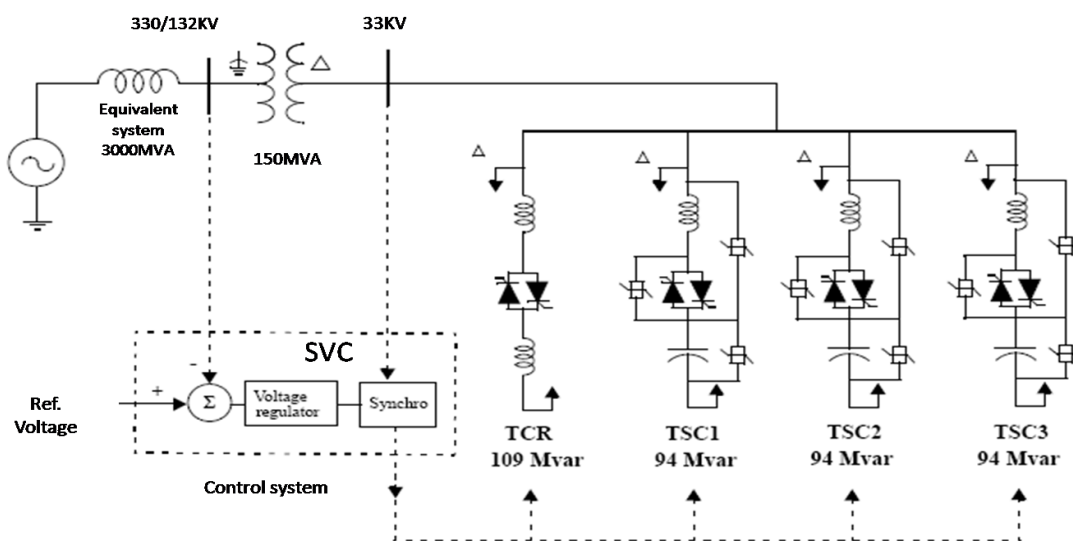 330/132KV
33KV
Equivalent
system
3000MVA
150MVA
Δ
Δ
Δ
Δ
Δ
SVC
-
+
Σ
Voltage
regulator
Synchro
Ref.
Voltage
Control system
TCR
109 Mvar
TSC1
94 Mvar
TSC2
94 Mvar
TSC3
94 Mvar